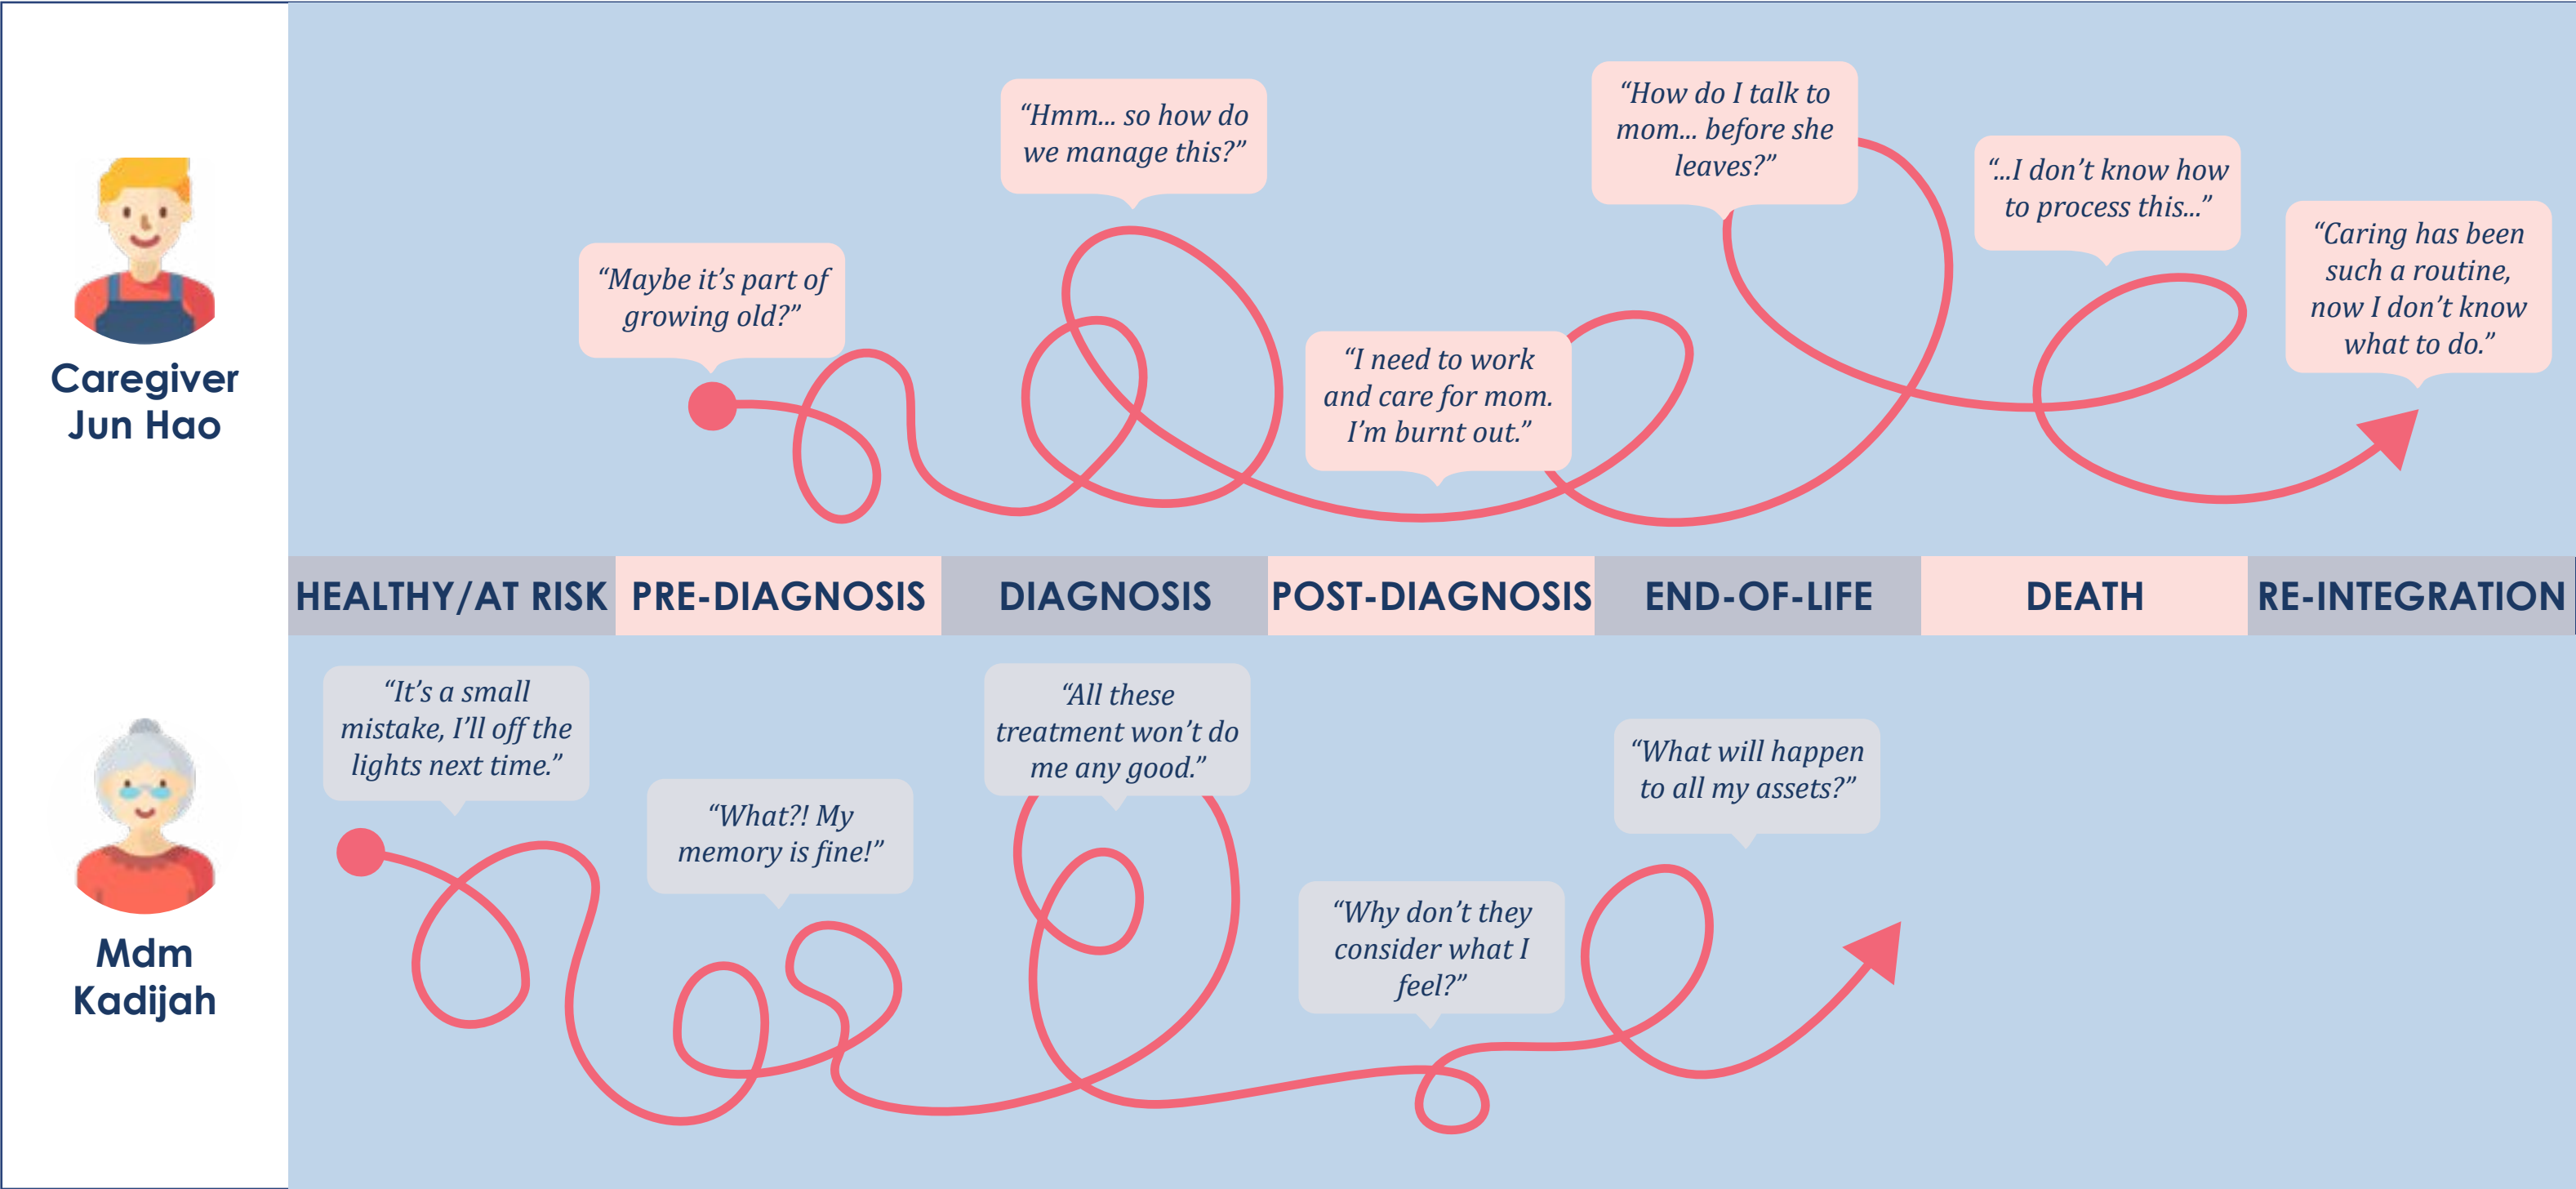 “Hmm... so how do
we manage this?”
“How do I talk to
mom... before she
leaves?”
“...I don’t know how
to process this...”
“Caring has been
such a routine,
now I don’t know
what to do.”
“Maybe it’s part of
growing old?”
“I need to work
and care for mom.
I’m burnt out.”
Caregiver
Jun Hao
HEALTHY/AT RISK
PRE-DIAGNOSIS
DIAGNOSIS
POST-DIAGNOSIS
END-OF-LIFE
DEATH
RE-INTEGRATION
“It’s a small
mistake, I’ll off the
lights next time.”
“What?! My
memory is fine!”
“All these
treatment won’t do
me any good.”
“Why don’t they
consider what I
feel?”
“What will happen
to all my assets?”
Mdm
Kadijah